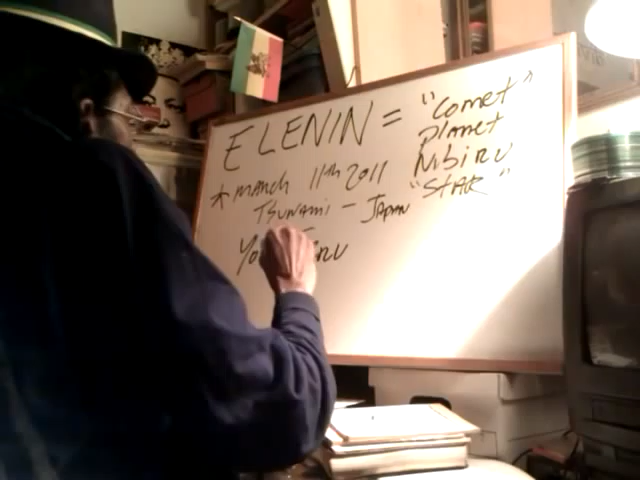 ELENIN = "Comet"
planet
NibiRU
"STAR"
* MARCH 11th 2011
TSUNAMI - JAPAN